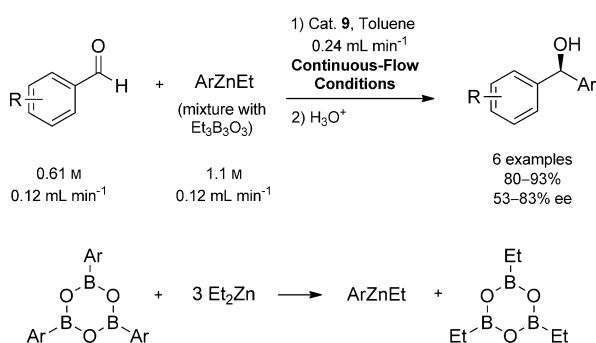 1) Cat. 9, Toluene
0.24 mL min⁻¹
Continuous-Flow
Conditions
2) H₃O⁺
O
H
R
+
ArZnEt
(mixture with
Et₃B₃O₃)
OH
Ar
R
0.61 M
0.12 mL min⁻¹
1.1 M
0.12 mL min⁻¹
6 examples
80–93%
53–83% ee
Ar
B
O O
B B
Ar O Ar
+
3 Et₂Zn
ArZnEt
+
Et
B
O O
B B
Et O Et